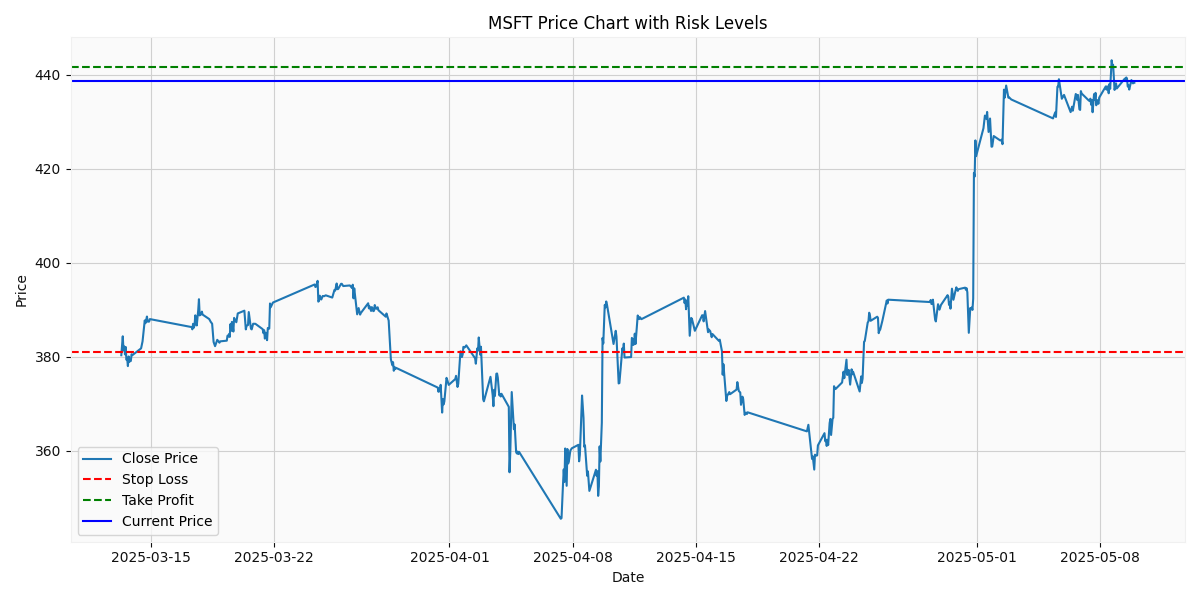 MSFT Price Chart with Risk Levels
440
420
400
380
360
Price
Close Price
Stop Loss
Take Profit
Current Price
2025-03-15
2025-03-22
2025-04-01
2025-04-08
2025-04-15
2025-04-22
2025-05-01
2025-05-08
Date